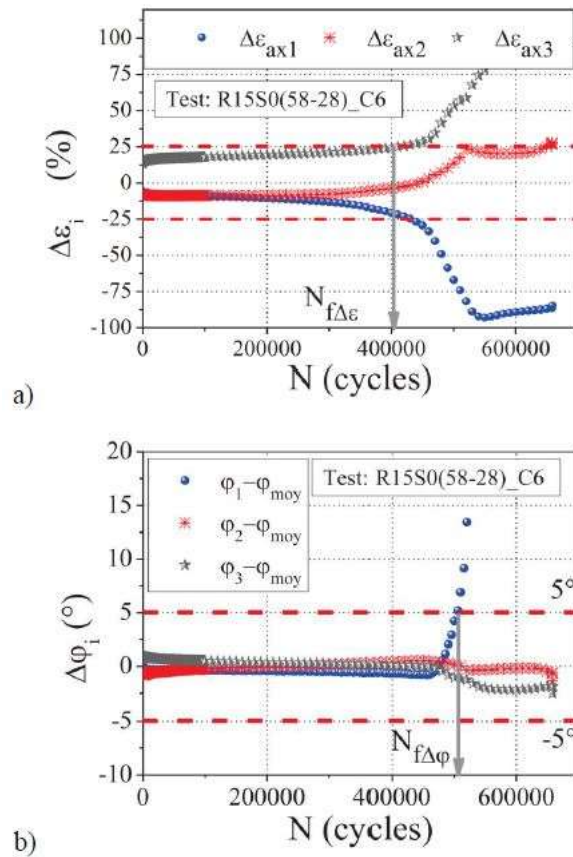 Δε_ax1 Δε_ax2 Δε_ax3
Test: R15S0(58-28)_C6
100
75
50
25
0
-25
-50
-75
-100
Δε_i (%)
N_fΔε
0 200000 400000 600000
N (cycles)
a)
20
15
10
5
0
-5
-10
Δφ_i (°)
φ_1−φ_moy
φ_2−φ_moy
φ_3−φ_moy
Test: R15S0(58-28)_C6
5°
-5°
N_fΔφ
0 200000 400000 600000
N (cycles)
b)